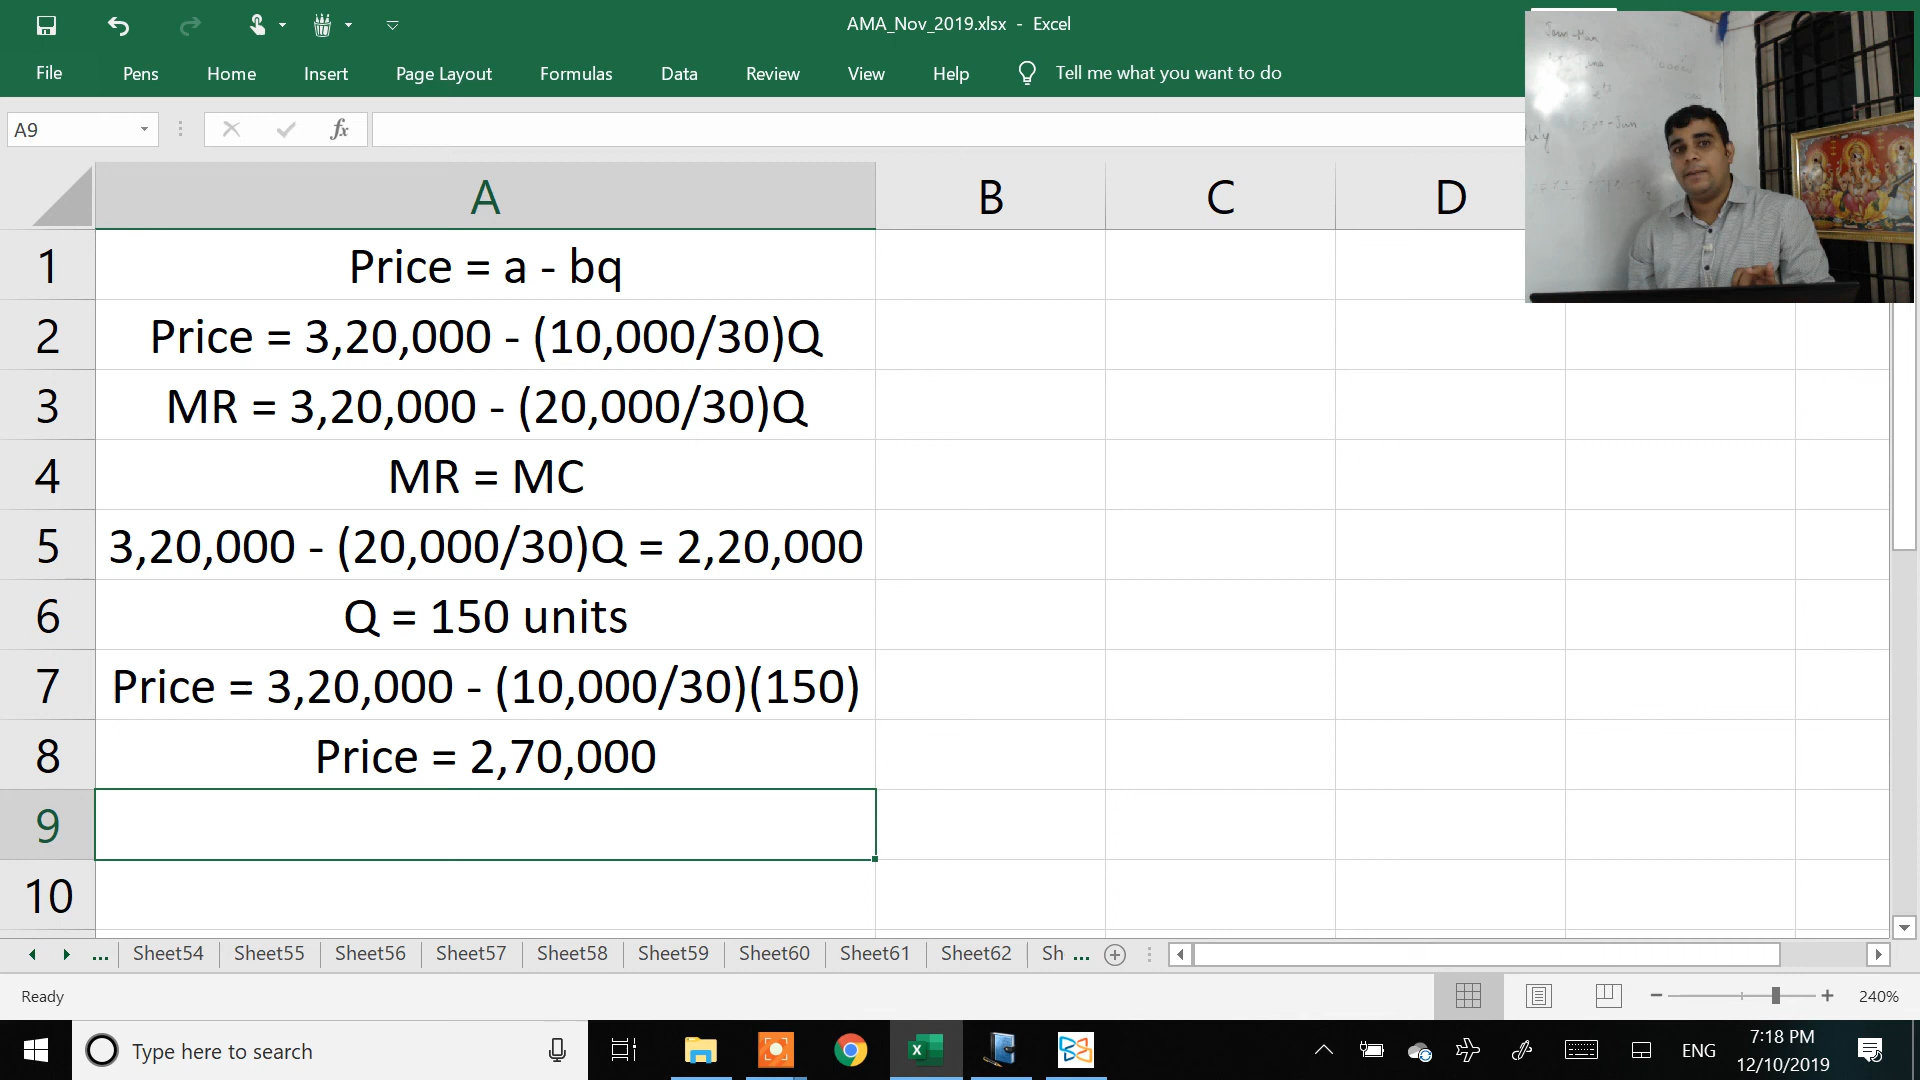 AMA_Nov_2019.xlsx - Excel
File Pens Home Insert Page Layout Formulas Data Review View Help Tell me what you want to do
A9 fx
A B C D
1 Price = a - bq
2 Price = 3,20,000 - (10,000/30)Q
3 MR = 3,20,000 - (20,000/30)Q
4 MR = MC
5 3,20,000 - (20,000/30)Q = 2,20,000
6 Q = 150 units
7 Price = 3,20,000 - (10,000/30)(150)
8 Price = 2,70,000
9
10
... Sheet54 Sheet55 Sheet56 Sheet57 Sheet58 Sheet59 Sheet60 Sheet61 Sheet62 Sh ...
Ready 240%
Type here to search ENG 7:18 PM
12/10/2019